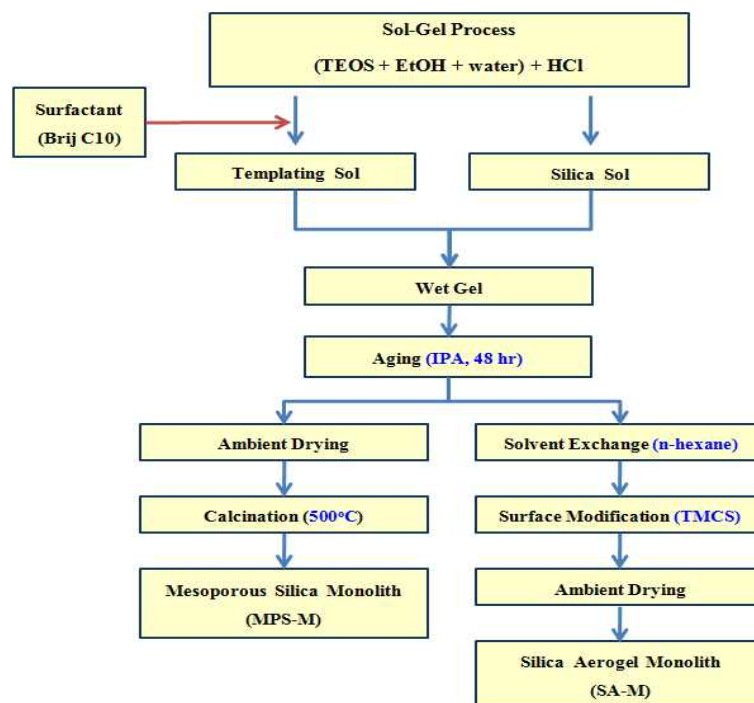 Sol-Gel Process
(TEOS + EtOH + water) + HCl
Surfactant
(Brij C10)
Templating Sol
Silica Sol
Wet Gel
Aging (IPA, 48 hr)
Ambient Drying
Solvent Exchange (n-hexane)
Calcination (500°C)
Surface Modification (TMCS)
Mesoporous Silica Monolith
(MPS-M)
Ambient Drying
Silica Aerogel Monolith
(SA-M)